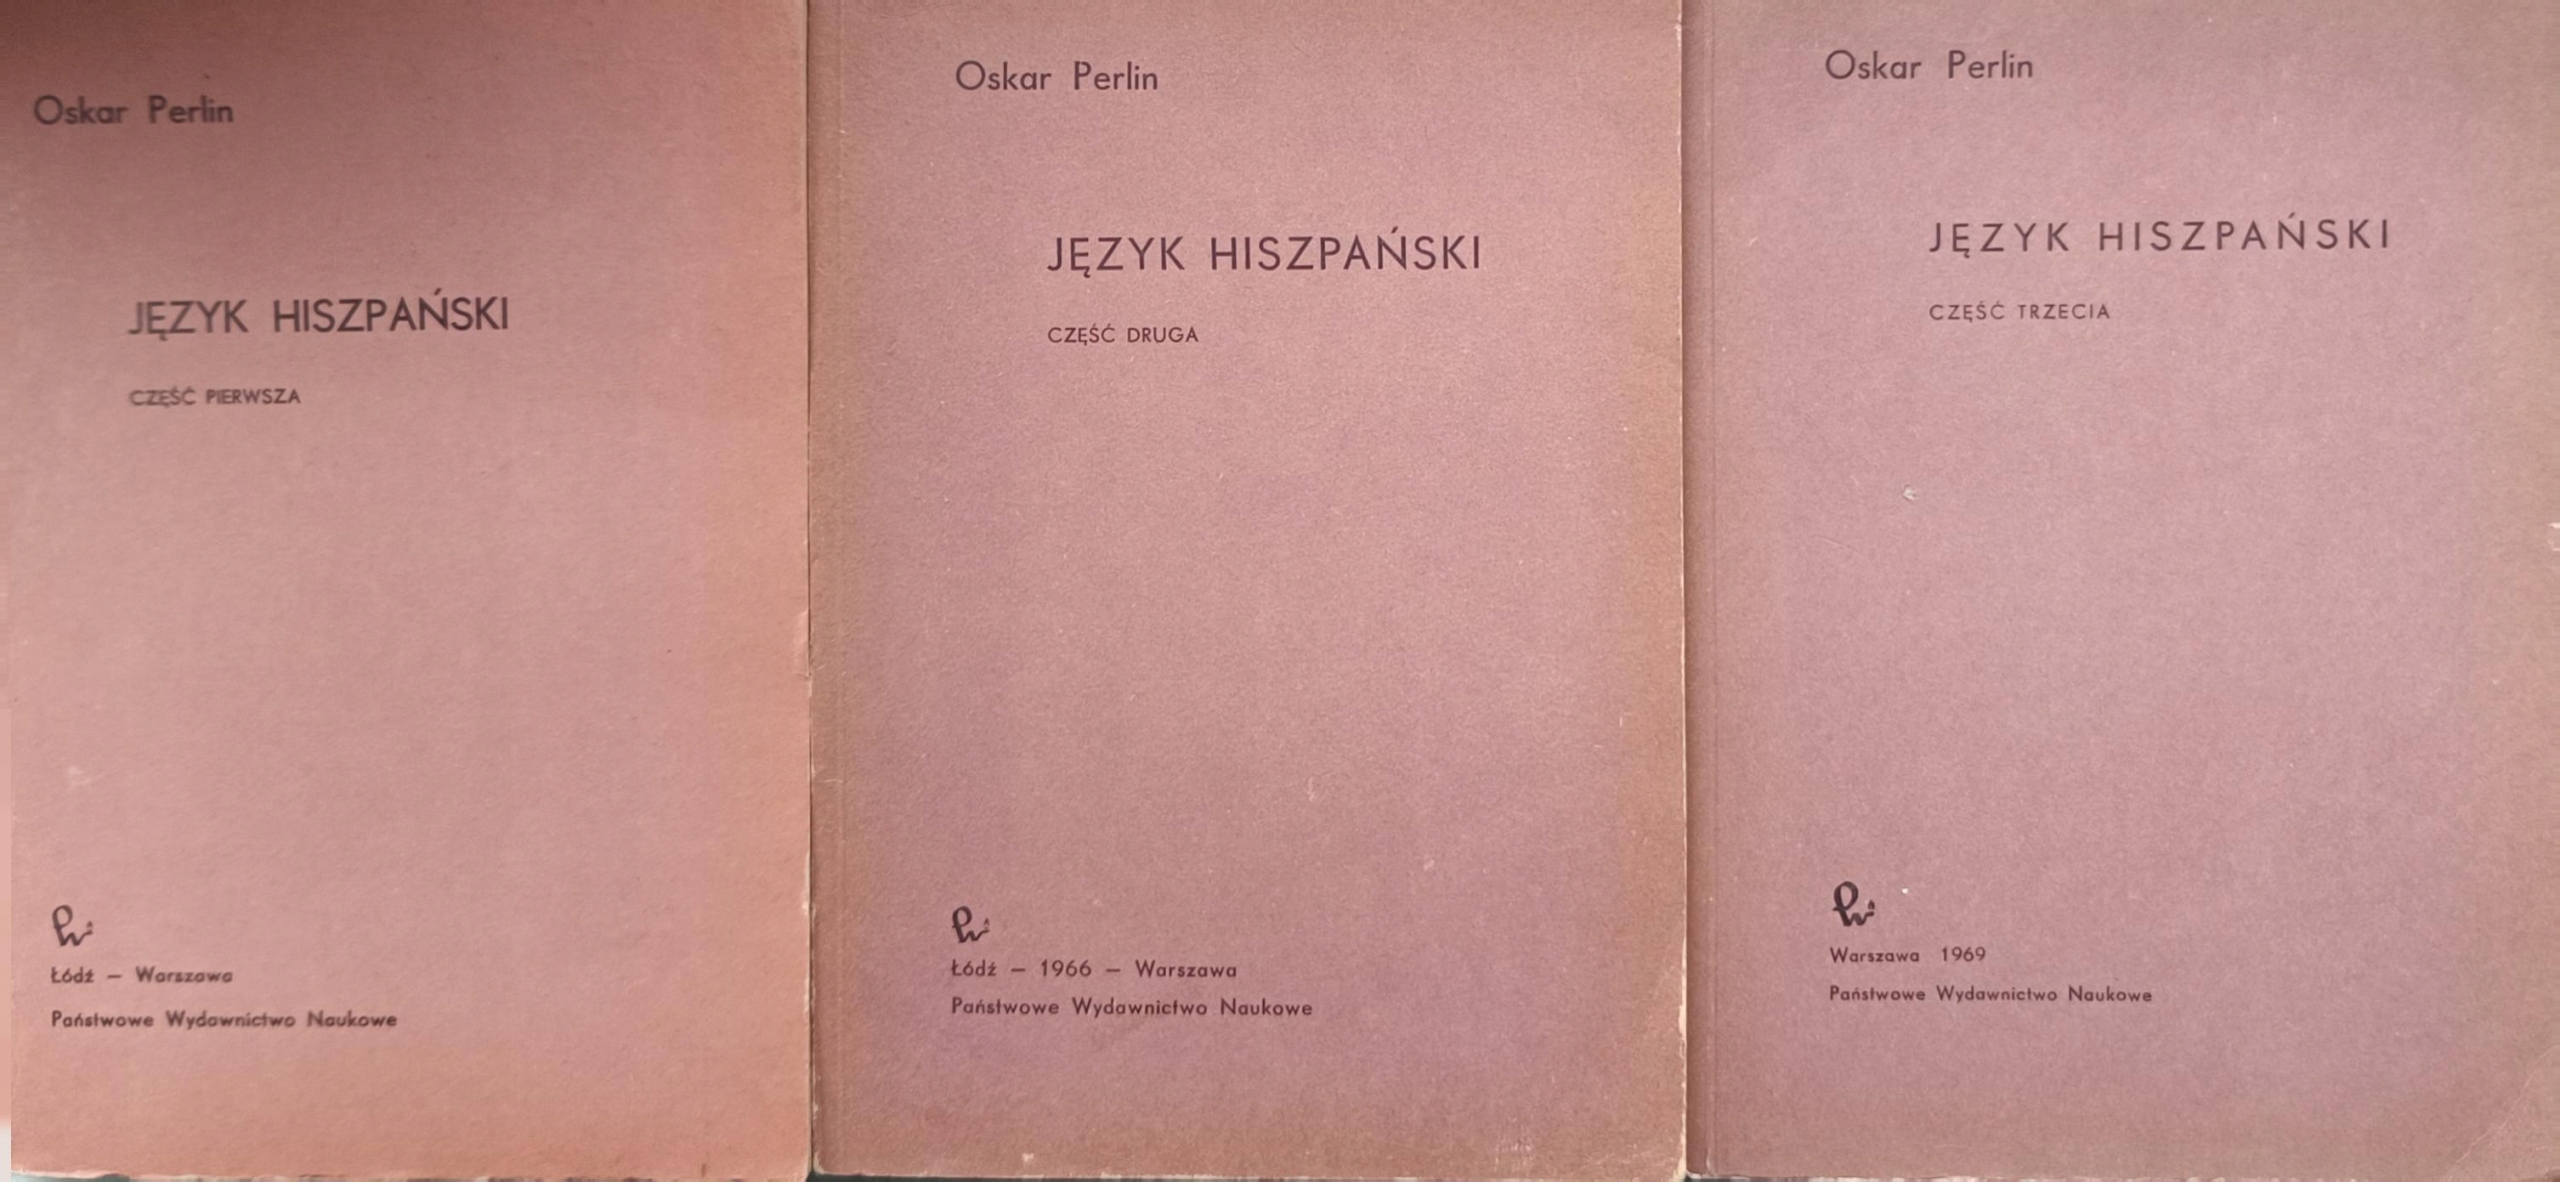 Oskar Perlin
JĘZYK HISZPAŃSKI
CZĘŚĆ PIERWSZA
Łódź – Warszawa
Państwowe Wydawnictwo Naukowe
Oskar Perlin
JĘZYK HISZPAŃSKI
CZĘŚĆ DRUGA
Łódź – 1966 – Warszawa
Państwowe Wydawnictwo Naukowe
Oskar Perlin
JĘZYK HISZPAŃSKI
CZĘŚĆ TRZECIA
Warszawa 1969
Państwowe Wydawnictwo Naukowe